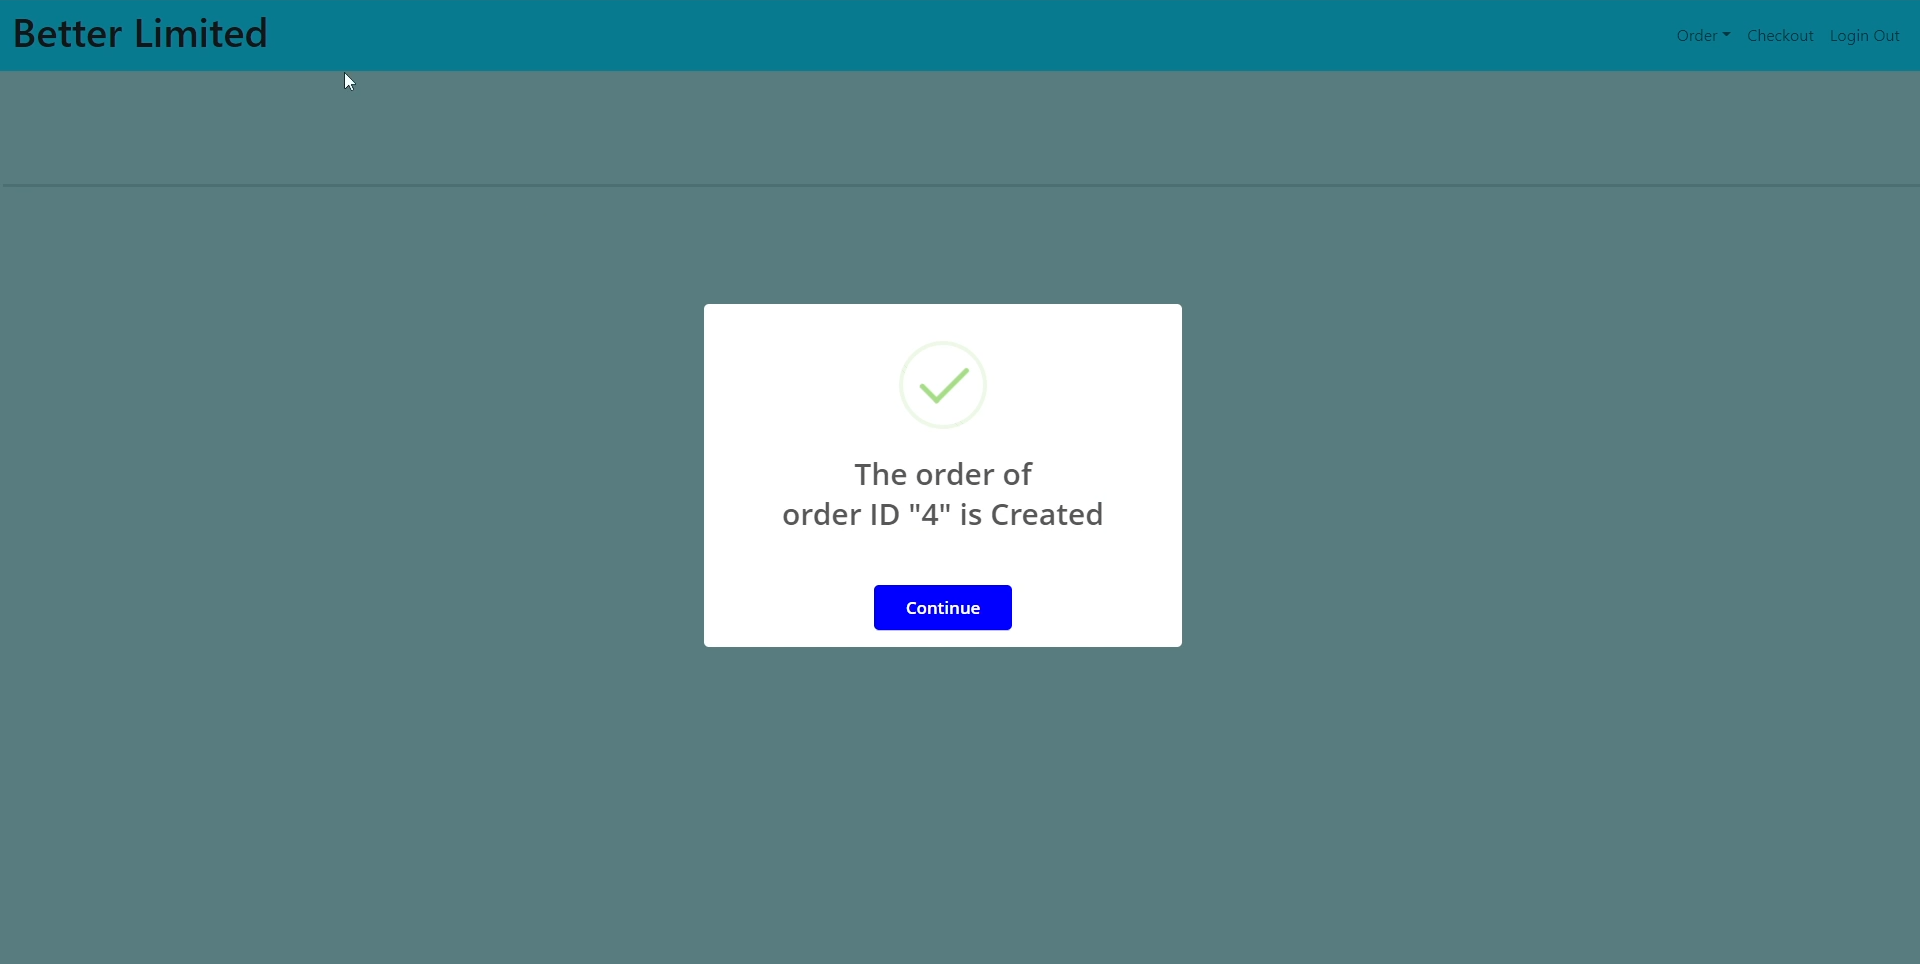 Better Limited
Order Checkout Login Out
The order of
order ID "4" is Created
Continue